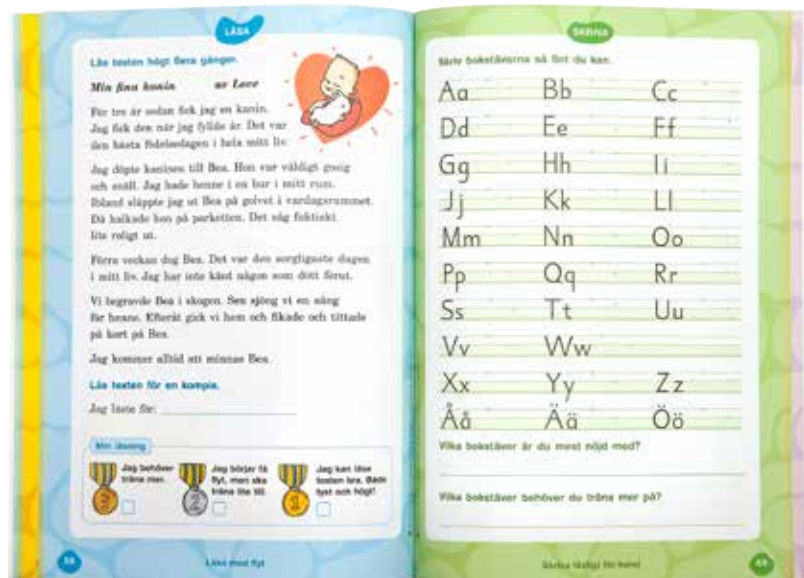 LÄSA
Läs texten högt flera gånger.
Min fina kanin av Love
För tre år sedan fick jag en kanin.
Jag fick den när jag fyllde år. Det var
den bästa födelsedagen i hela mitt liv.
Jag döpte kaninen till Bea. Hon var väldigt gosig
och snäll. Jag hade henne i en bur i mitt rum.
Ibland släppte jag ut Bea på golvet i vardagsrummet.
Då halkade hon på parketten. Det såg faktiskt
lite roligt ut.
Förra veckan dog Bea. Det var den sorgligaste dagen
i mitt liv. Jag har inte känt någon som dött förut.
Vi begravde Bea i skogen. Sen sjöng vi en sång
för henne. Efteråt gick vi hem och fikade och tittade
på kort på Bea.
Jag kommer alltid att minnas Bea.
Läs texten för en kompis.
Jag läste för:
Min läsning
Jag behöver
träna mer.
Jag börjar få
flyt, men ska
träna lite till.
Jag kan läsa
texten bra. Både
tyst och högt!
3
2
1
58
Läsa med flyt
SKRIVA
Skriv bokstäverna så fint du kan.
Aa Bb Cc
Dd Ee Ff
Gg Hh Ii
Jj Kk Ll
Mm Nn Oo
Pp Qq Rr
Ss Tt Uu
Vv Ww
Xx Yy Zz
Åå Ää Öö
Vilka bokstäver är du mest nöjd med?
Vilka bokstäver behöver du träna mer på?
Skriva läsligt för hand